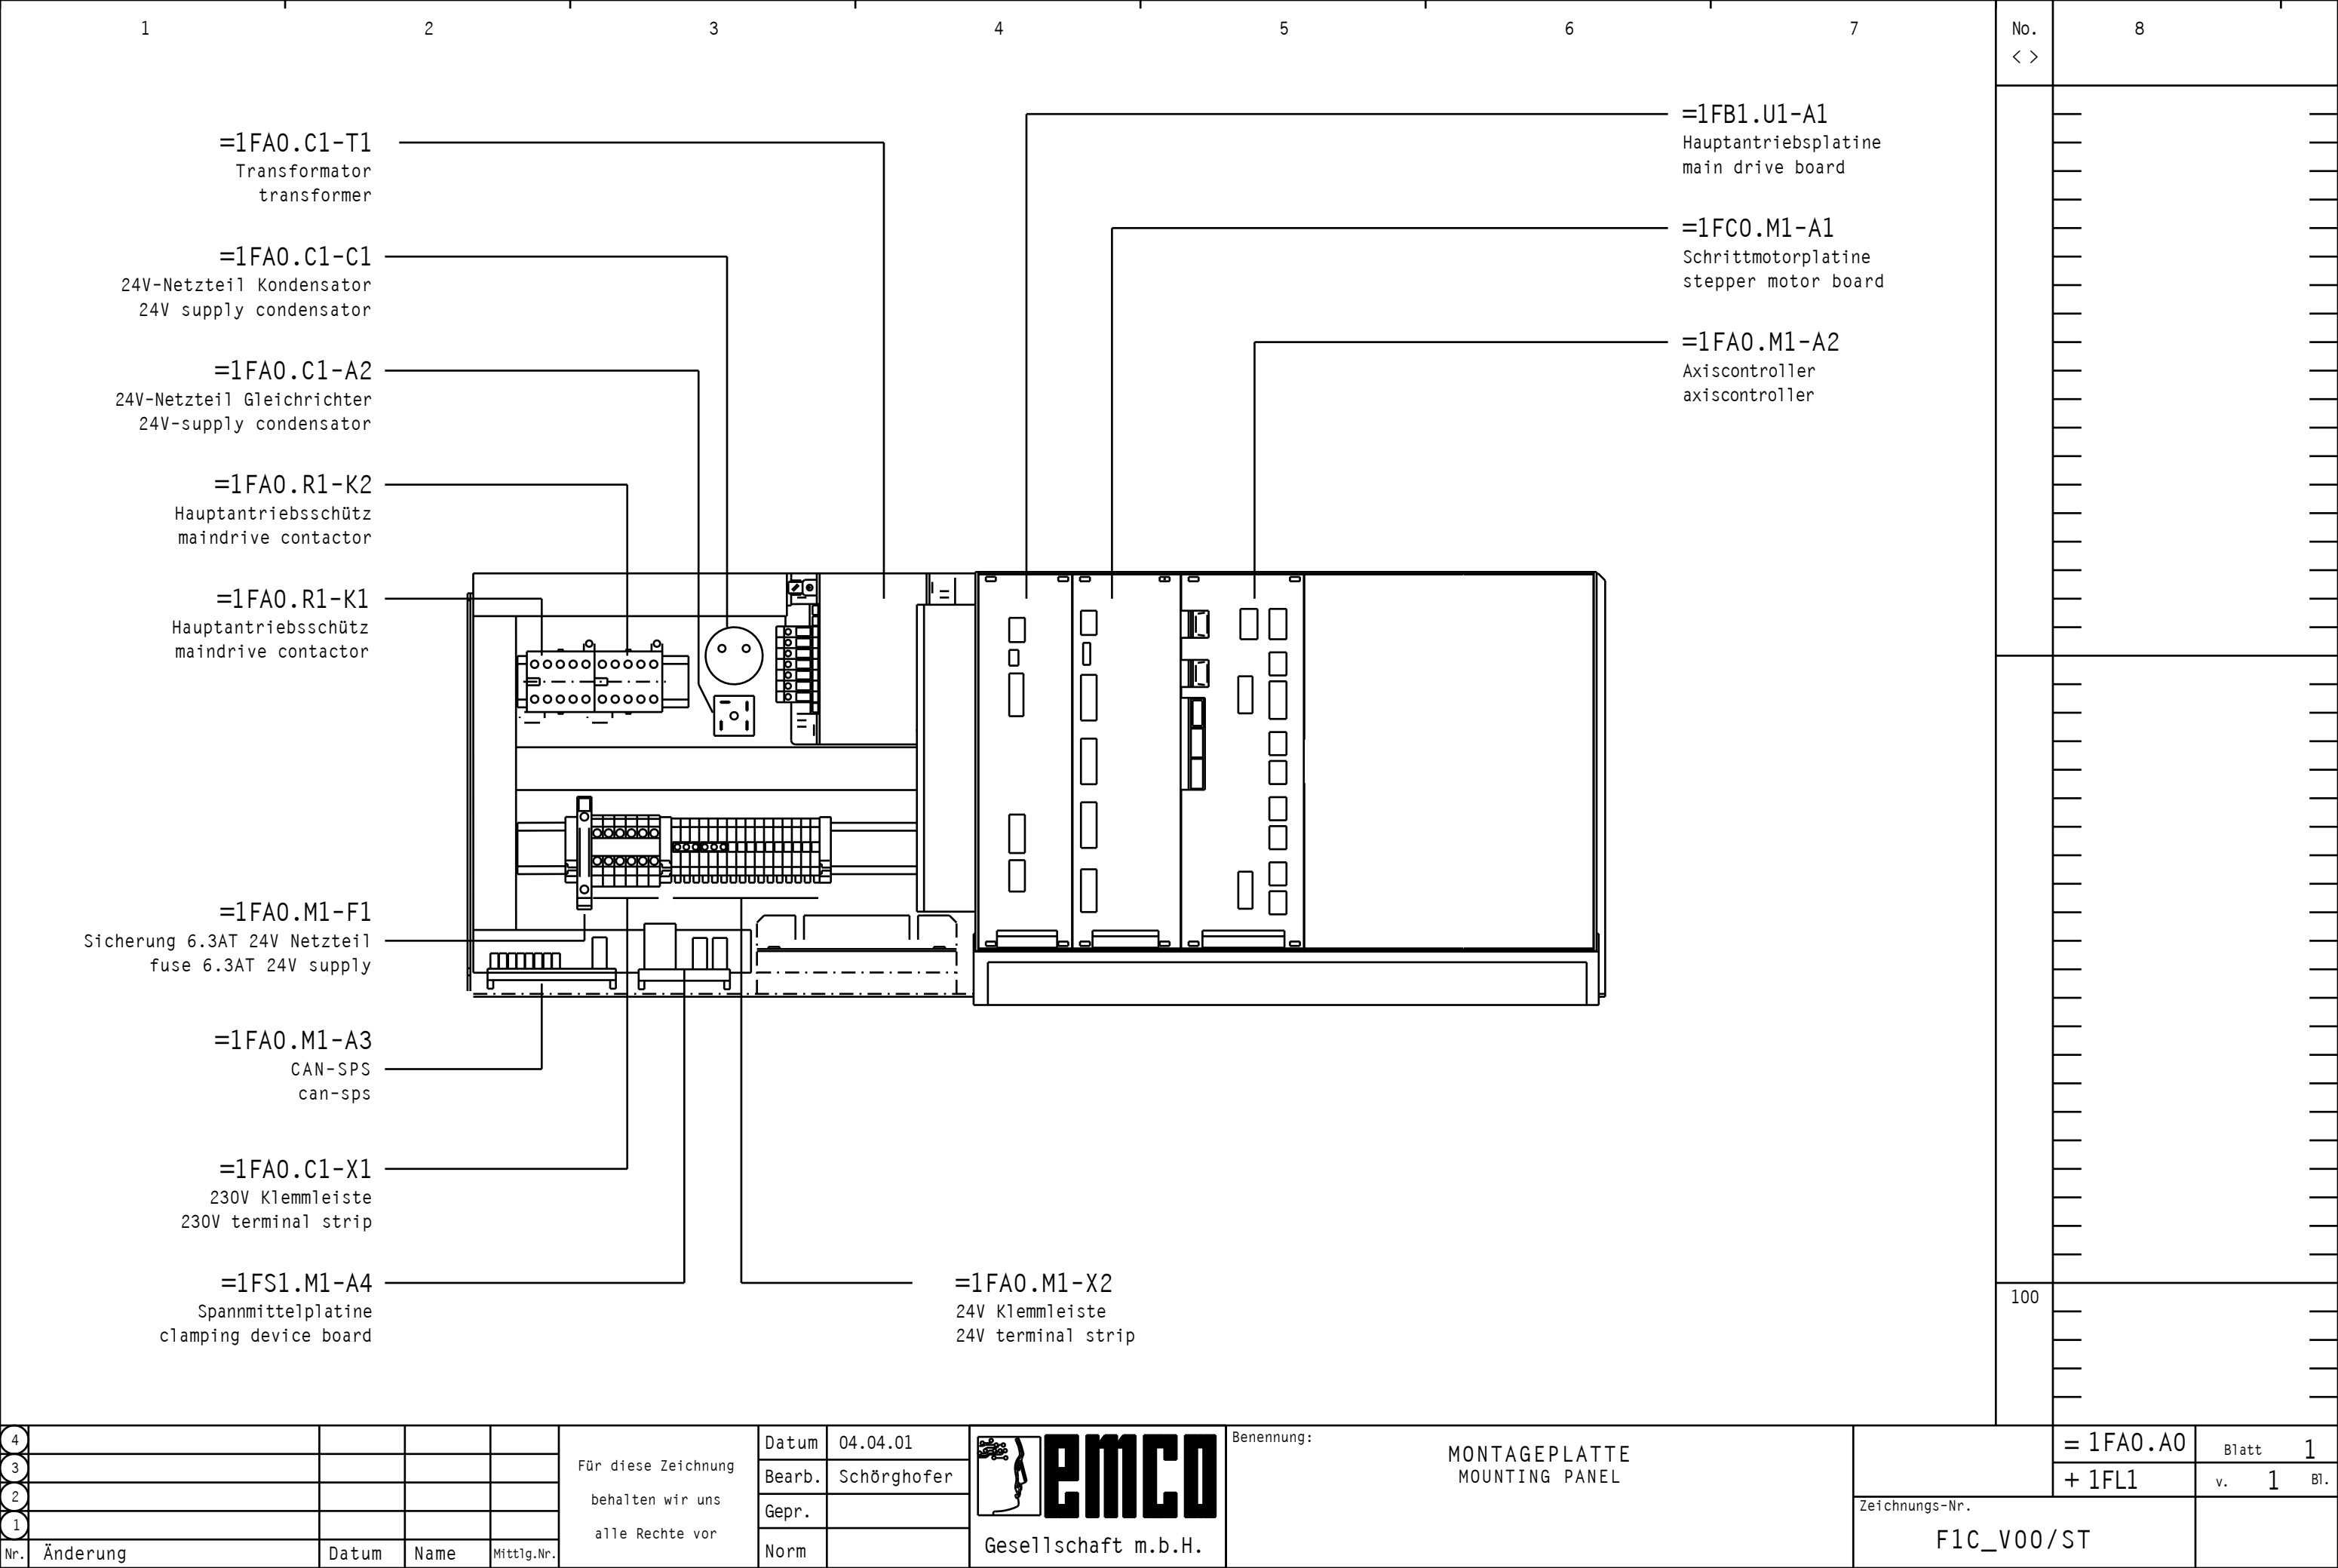 1 2 3 4 5 6 7 No. 8
< >
=1FA0.C1-T1
Transformator
transformer
=1FA0.C1-C1
24V-Netzteil Kondensator
24V supply condensator
=1FA0.C1-A2
24V-Netzteil Gleichrichter
24V-supply condensator
=1FA0.R1-K2
Hauptantriebsschütz
maindrive contactor
=1FA0.R1-K1
Hauptantriebsschütz
maindrive contactor
=1FB1.U1-A1
Hauptantriebsplatine
main drive board
=1FC0.M1-A1
Schrittmotorplatine
stepper motor board
=1FA0.M1-A2
Axiscontroller
axiscontroller
=1FA0.M1-F1
Sicherung 6.3AT 24V Netzteil
fuse 6.3AT 24V supply
=1FA0.M1-A3
CAN-SPS
can-sps
=1FA0.C1-X1
230V Klemmleiste
230V terminal strip
=1FS1.M1-A4
Spannmittelplatine
clamping device board
=1FA0.M1-X2
24V Klemmleiste
24V terminal strip
100
4
3
2
1
Nr. Änderung Datum Name Mittlg.Nr.
Für diese Zeichnung
behalten wir uns
alle Rechte vor
Datum 04.04.01
Bearb. Schörghofer
Gepr.
Norm
emco
Gesellschaft m.b.H.
Benennung:
MONTAGEPLATTE
MOUNTING PANEL
= 1FA0.A0 Blatt 1
+ 1FL1 v. 1 Bl.
Zeichnungs-Nr.
F1C_V00/ST